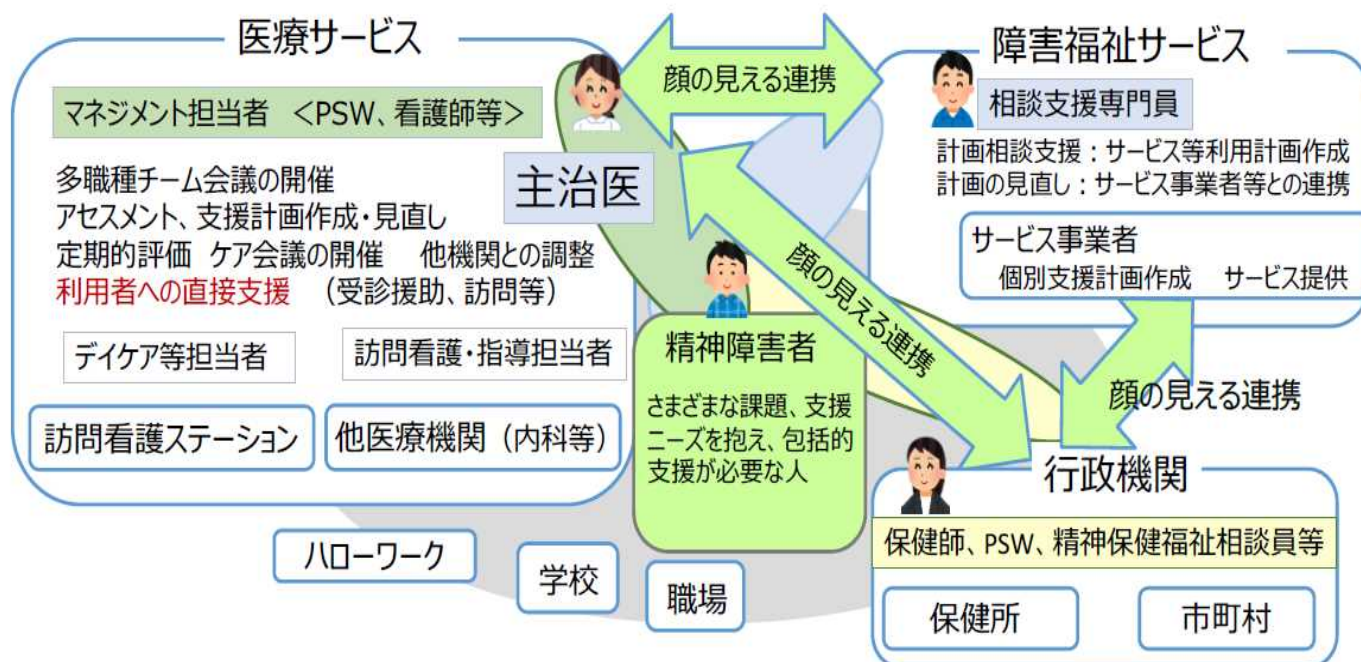 医療サービス
マネジメント担当者 <PSW、看護師等>
主治医
多職種チーム会議の開催
アセスメント、支援計画作成・見直し
定期的評価 ケア会議の開催 他機関との調整
利用者への直接支援 (受診援助、訪問等)
デイケア等担当者
訪問看護・指導担当者
訪問看護ステーション
他医療機関(内科等)
顔の見える連携
障害福祉サービス
相談支援専門員
計画相談支援:サービス等利用計画作成
計画の見直し:サービス事業者等との連携
サービス事業者
個別支援計画作成 サービス提供
顔の見える連携
顔の見える連携
精神障害者
さまざまな課題、支援
ニーズを抱え、包括的
支援が必要な人
行政機関
保健師、PSW、精神保健福祉相談員等
保健所
市町村
ハローワーク
学校
職場